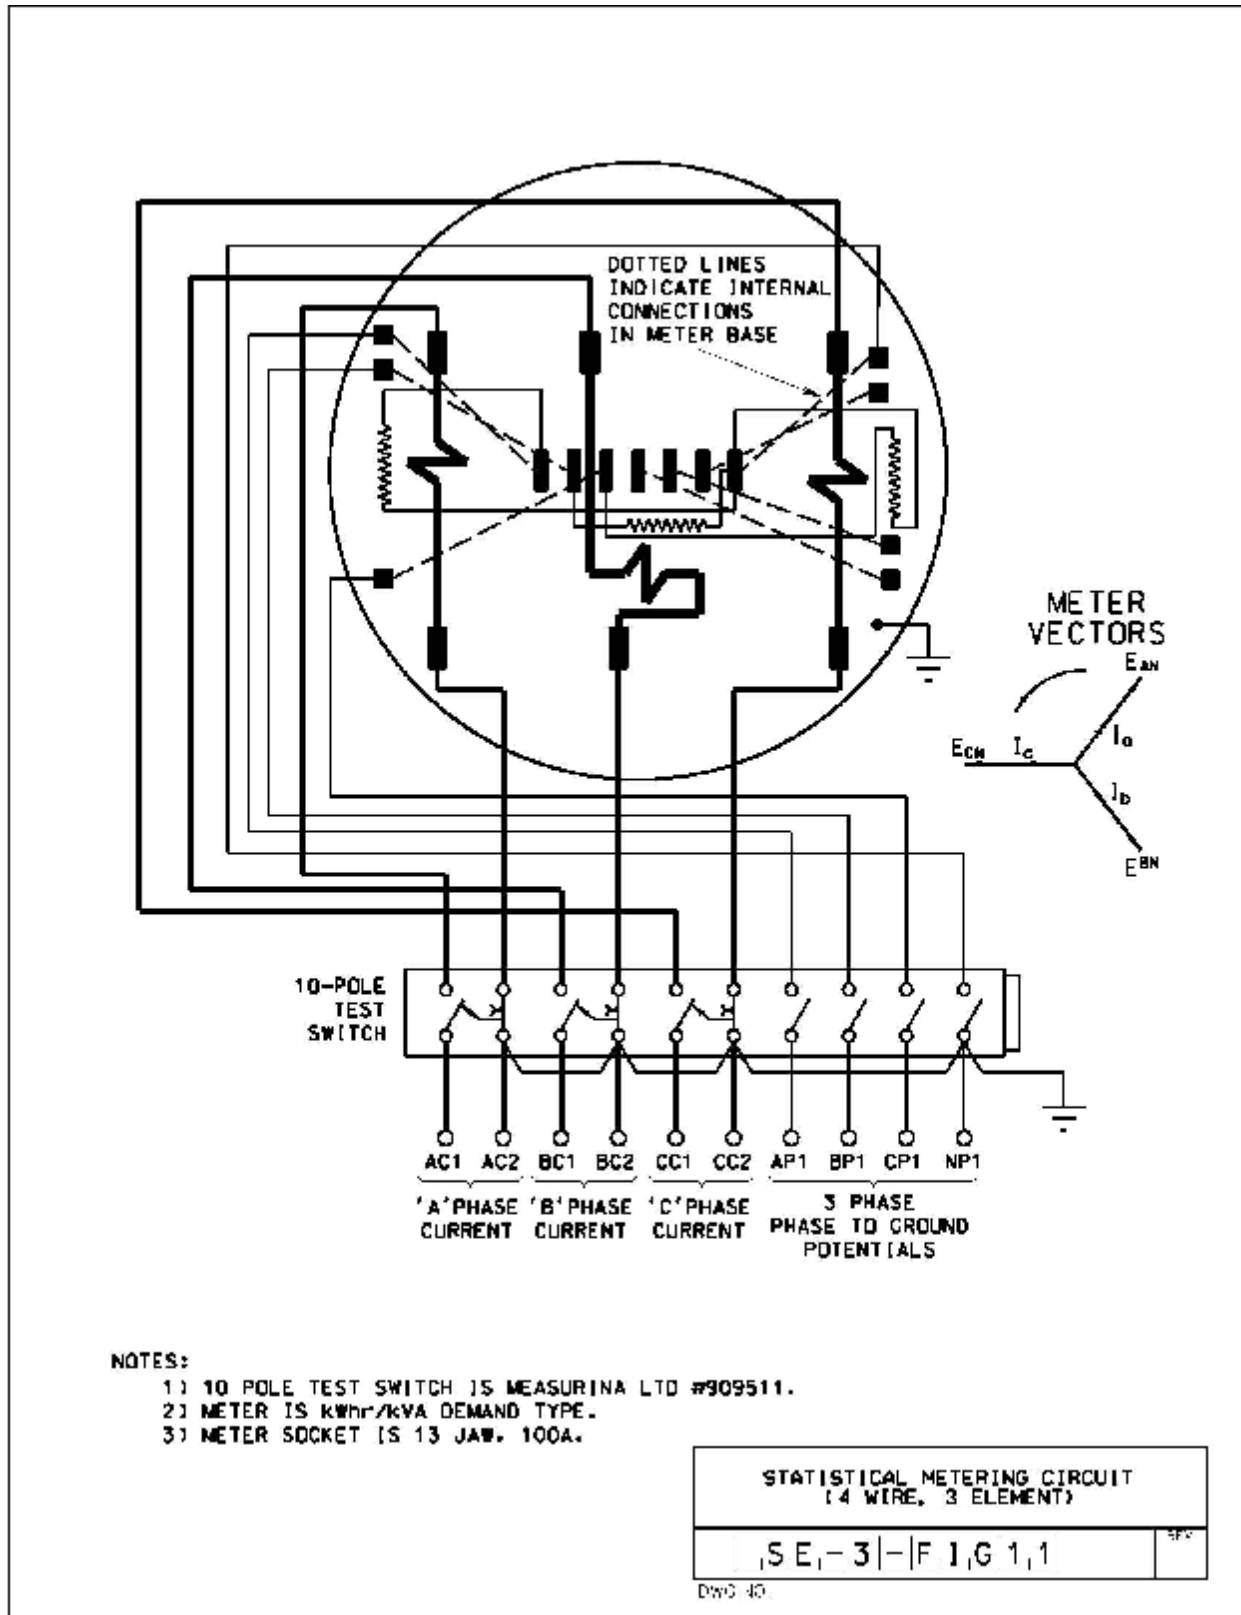 DOTTED LINES
INDICATE INTERNAL
CONNECTIONS
IN METER BASE
METER
VECTORS
EAN
ECN IC
Ia
Ib
EBN
10-POLE
TEST
SWITCH
AC1 AC2 BC1 BC2 CC1 CC2 AP1 BP1 CP1 NP1
'A' PHASE
CURRENT
'B' PHASE
CURRENT
'C' PHASE
CURRENT
3 PHASE
PHASE TO GROUND
POTENTIALS
NOTES:
1) 10 POLE TEST SWITCH IS MEASURINA LTD #909511.
2) METER IS kWhr/kVA DEMAND TYPE.
3) METER SOCKET IS 13 JAW. 100A.
STATISTICAL METERING CIRCUIT
(4 WIRE, 3 ELEMENT)
SE-3-FIG 1,1
REV
DWG NO.